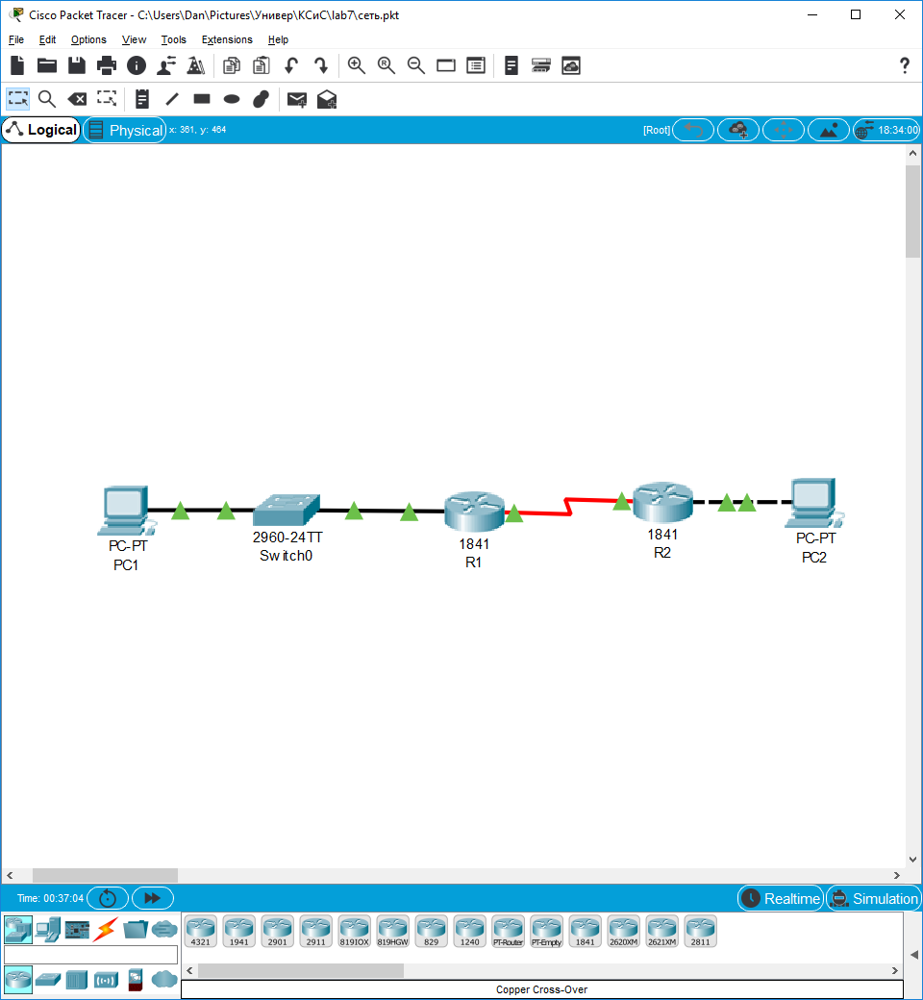 Cisco Packet Tracer - C:\Users\Dan\Pictures\Универ\КСиС\lab7\сеть.pkt
File Edit Options View Tools Extensions Help
Logical Physical x: 361, y: 464 [Root] 18:34:00
PC-PT
PC1
2960-24TT
Switch0
1841
R1
1841
R2
PC-PT
PC2
Time: 00:37:04 Realtime Simulation
4321 1941 2901 2911 819IOX 819HGW 829 1240 PT-Router PT-Empty 1841 2620XM 2621XM 2811
Copper Cross-Over